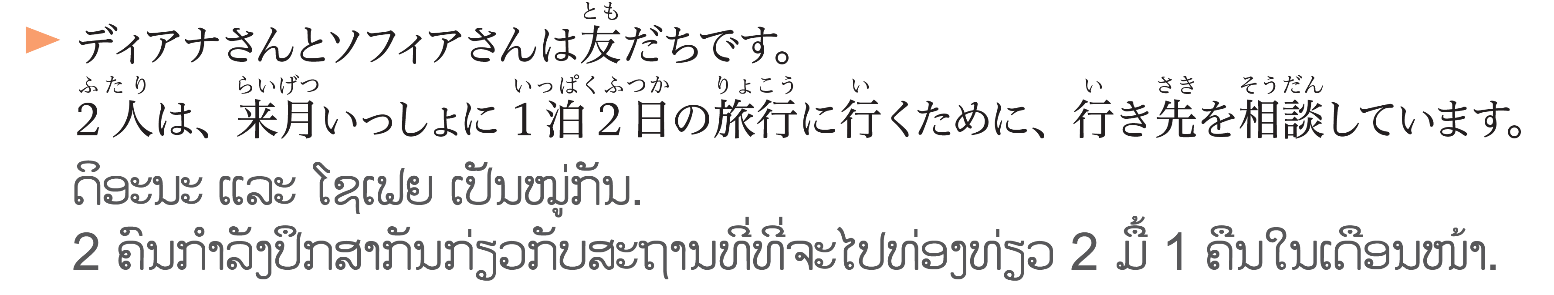 ディアナさんとソフィアさんは友だちです。
2人は、来月いっしょに1泊2日の旅行に行くために、行き先を相談しています。
ດິອະນະ ແລະ ໂຊເຟຍ ເປັນໝູ່ກັນ.
2 ຄົນກຳລັງປຶກສາກັນກ່ຽວກັບສະຖານທີ່ທີ່ຈະໄປທ່ອງທ່ຽວ 2 ມື້ 1 ຄືນໃນເດືອນໜ້າ.